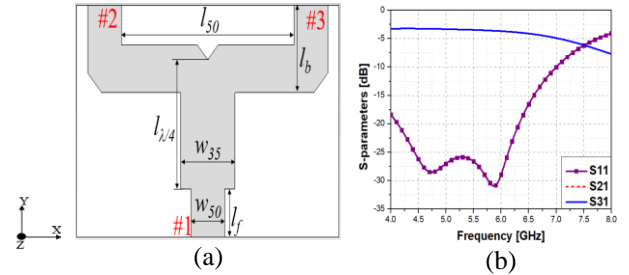 #2
#3
l50
lb
lλ/4
w35
w50
#1
lf
Y
Z
X
(a)
S-parameters [dB]
0
-5
-10
-15
-20
-25
-30
-35
S11
S21
S31
4.0 4.5 5.0 5.5 6.0 6.5 7.0 7.5 8.0
Frequency [GHz]
(b)